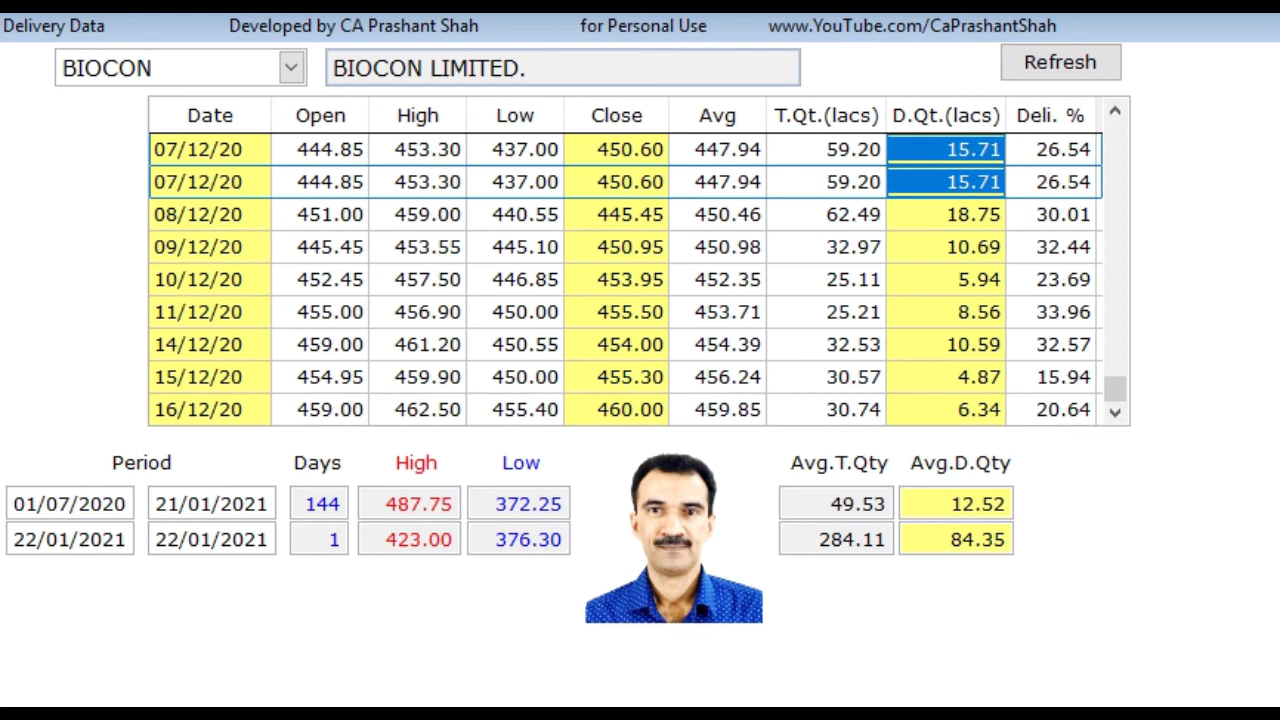 Delivery Data Developed by CA Prashant Shah for Personal Use www.YouTube.com/CaPrashantShah
BIOCON BIOCON LIMITED. Refresh
Date Open High Low Close Avg T.Qt.(lacs) D.Qt.(lacs) Deli. %
07/12/20 444.85 453.30 437.00 450.60 447.94 59.20 15.71 26.54
07/12/20 444.85 453.30 437.00 450.60 447.94 59.20 15.71 26.54
08/12/20 451.00 459.00 440.55 445.45 450.46 62.49 18.75 30.01
09/12/20 445.45 453.55 445.10 450.95 450.98 32.97 10.69 32.44
10/12/20 452.45 457.50 446.85 453.95 452.35 25.11 5.94 23.69
11/12/20 455.00 456.90 450.00 455.50 453.71 25.21 8.56 33.96
14/12/20 459.00 461.20 450.55 454.00 454.39 32.53 10.59 32.57
15/12/20 454.95 459.90 450.00 455.30 456.24 30.57 4.87 15.94
16/12/20 459.00 462.50 455.40 460.00 459.85 30.74 6.34 20.64
Period Days High Low Avg.T.Qty Avg.D.Qty
01/07/2020 21/01/2021 144 487.75 372.25 49.53 12.52
22/01/2021 22/01/2021 1 423.00 376.30 284.11 84.35